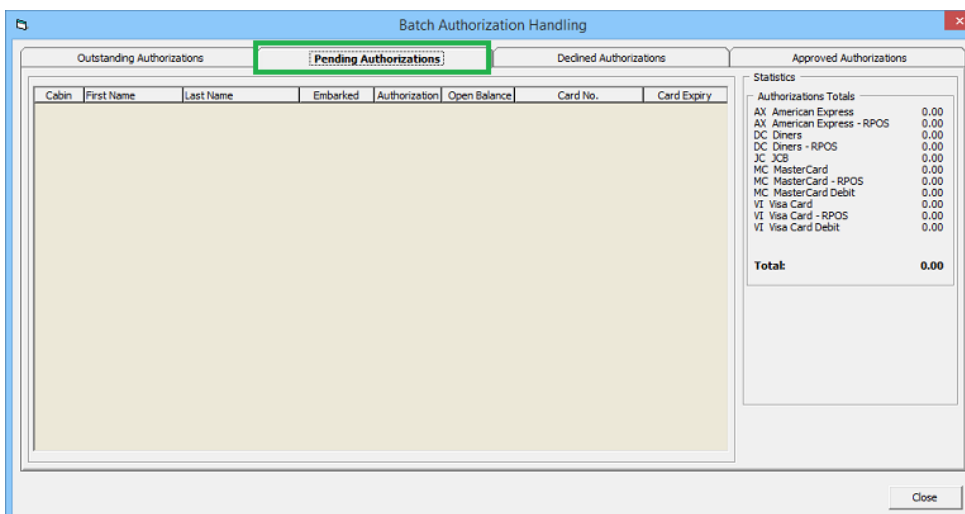 Batch Authorization Handling
Outstanding Authorizations
Pending Authorizations
Declined Authorizations
Approved Authorizations
Cabin First Name Last Name Embarked Authorization Open Balance Card No. Card Expiry
Statistics
Authorizations Totals
AX American Express 0.00
AX American Express - RPOS 0.00
DC Diners 0.00
DC Diners - RPOS 0.00
JC JCB 0.00
MC MasterCard 0.00
MC MasterCard - RPOS 0.00
MC MasterCard Debit 0.00
VI Visa Card 0.00
VI Visa Card - RPOS 0.00
VI Visa Card Debit 0.00
Total: 0.00
Close